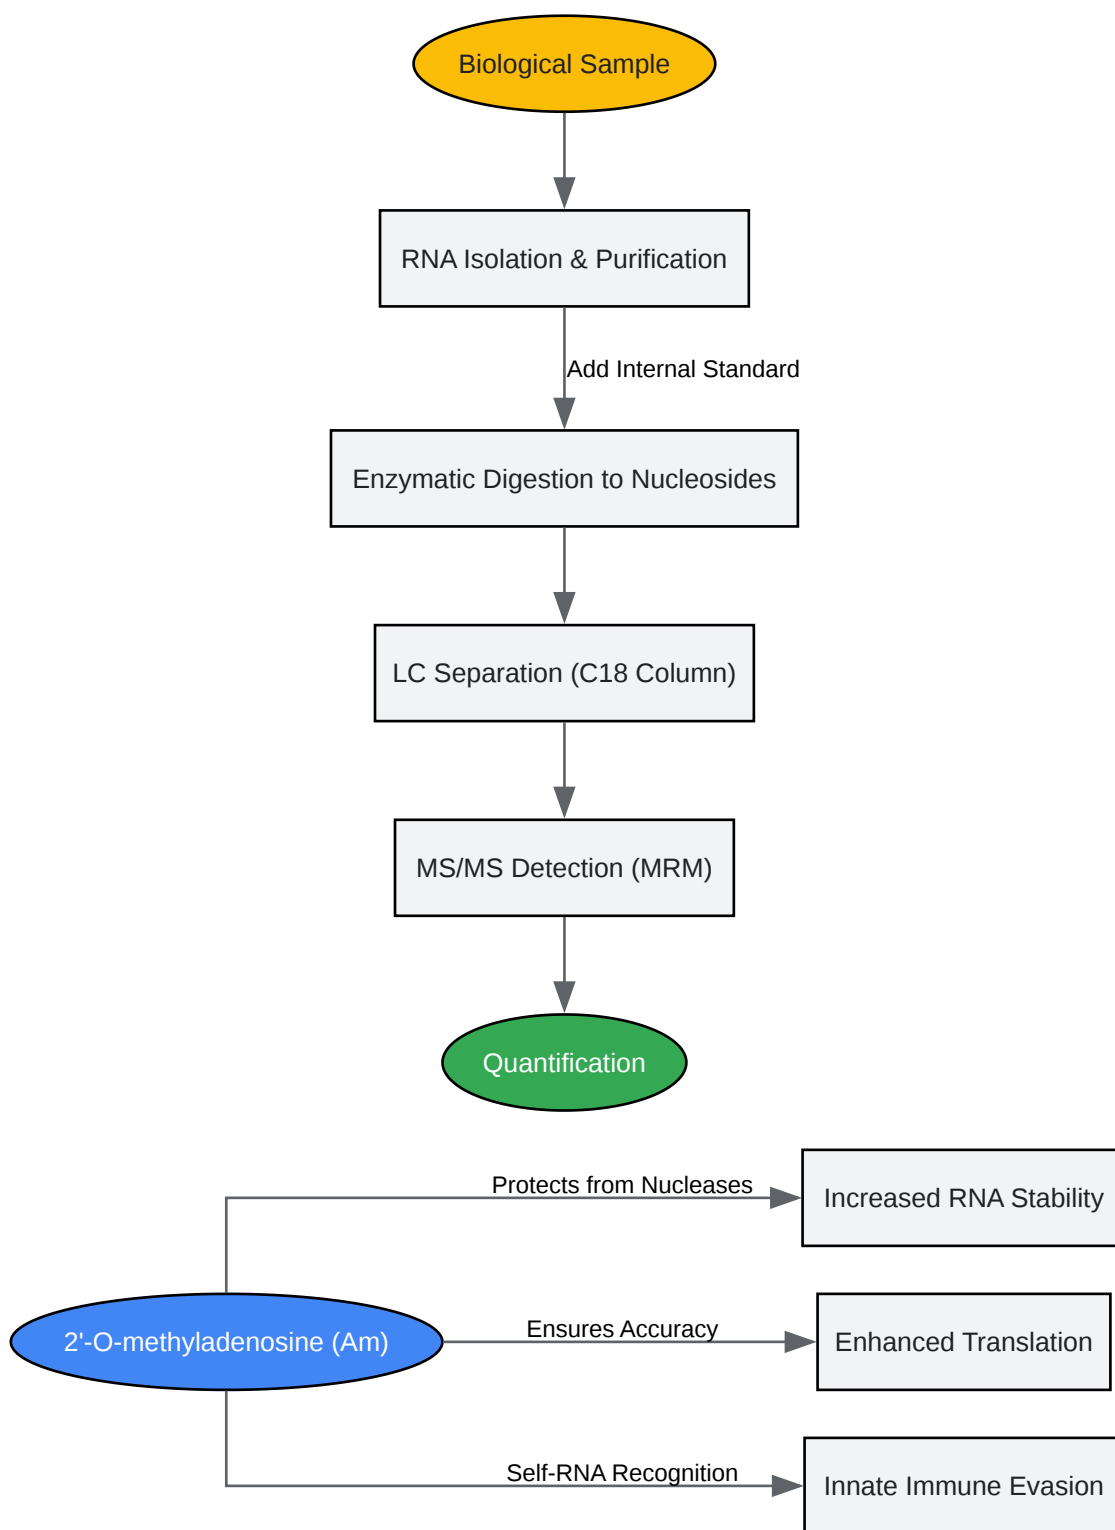 Biological Sample
RNA Isolation & Purification
Add Internal Standard
Enzymatic Digestion to Nucleosides
LC Separation (C18 Column)
MS/MS Detection (MRM)
Quantification
Protects from Nucleases
Increased RNA Stability
2'-O-methyladenosine (Am)
Ensures Accuracy
Enhanced Translation
Self-RNA Recognition
Innate Immune Evasion